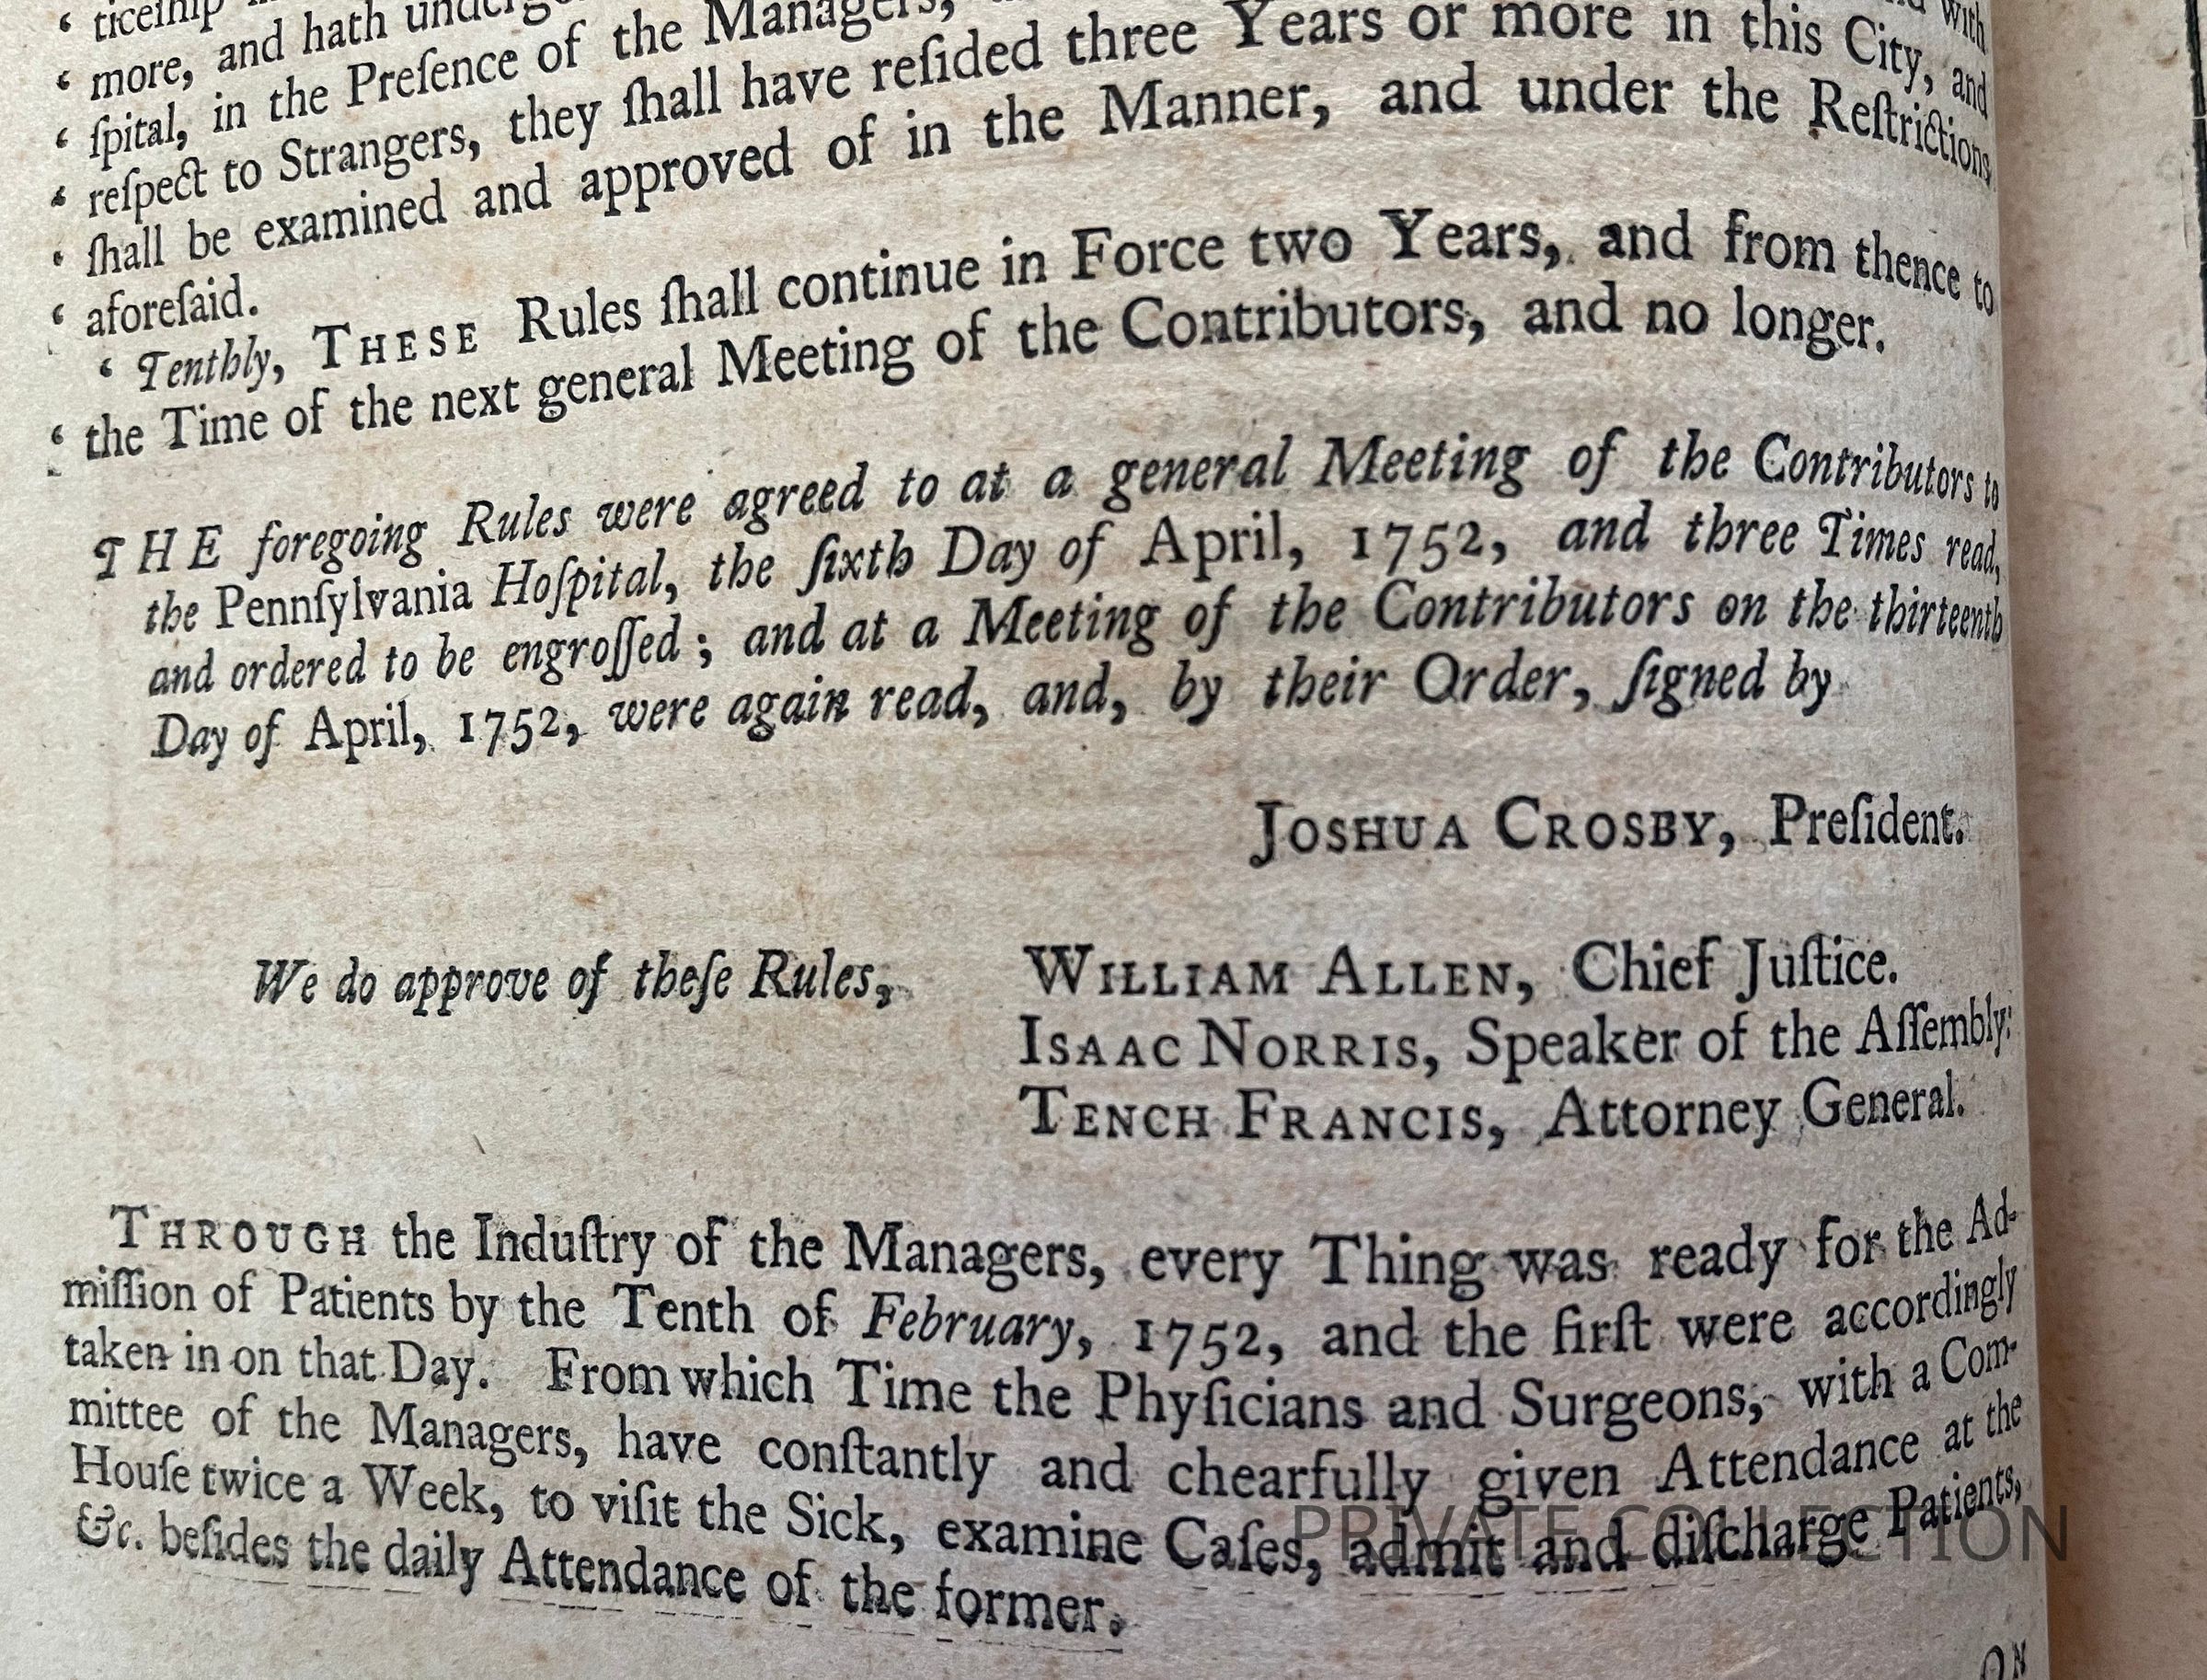 ‘ more, and hath
‘ ſpital, in the Preſence of the Managers,
‘ reſpect to Strangers, they ſhall have reſided three Years or more in this City, and
‘ ſhall be examined and approved of in the Manner, and under the Reſtrictions
‘ aforeſaid.
‘ Tenthly, THESE Rules ſhall continue in Force two Years, and from thence to
‘ the Time of the next general Meeting of the Contributors, and no longer.
THE foregoing Rules were agreed to at a general Meeting of the Contributors to
the Pennſylvania Hoſpital, the ſixth Day of April, 1752, and three Times read,
and ordered to be engroſſed ; and at a Meeting of the Contributors on the thirteenth
Day of April, 1752, were again read, and, by their Order, ſigned by
JOSHUA CROSBY, Preſident.
We do approve of theſe Rules, WILLIAM ALLEN, Chief Juſtice.
ISAAC NORRIS, Speaker of the Aſſembly.
TENCH FRANCIS, Attorney General.
THROUGH the Induſtry of the Managers, every Thing was ready for the Ad-
miſſion of Patients by the Tenth of February, 1752, and the firſt were accordingly
taken in on that Day. From which Time the Phyſicians and Surgeons, with a Com-
mittee of the Managers, have conſtantly and chearfully given Attendance at the
Houſe twice a Week, to viſit the Sick, examine Caſes, admit and diſcharge Patients,
&c. beſides the daily Attendance of the former.
PRIVATE COLLECTION
ON